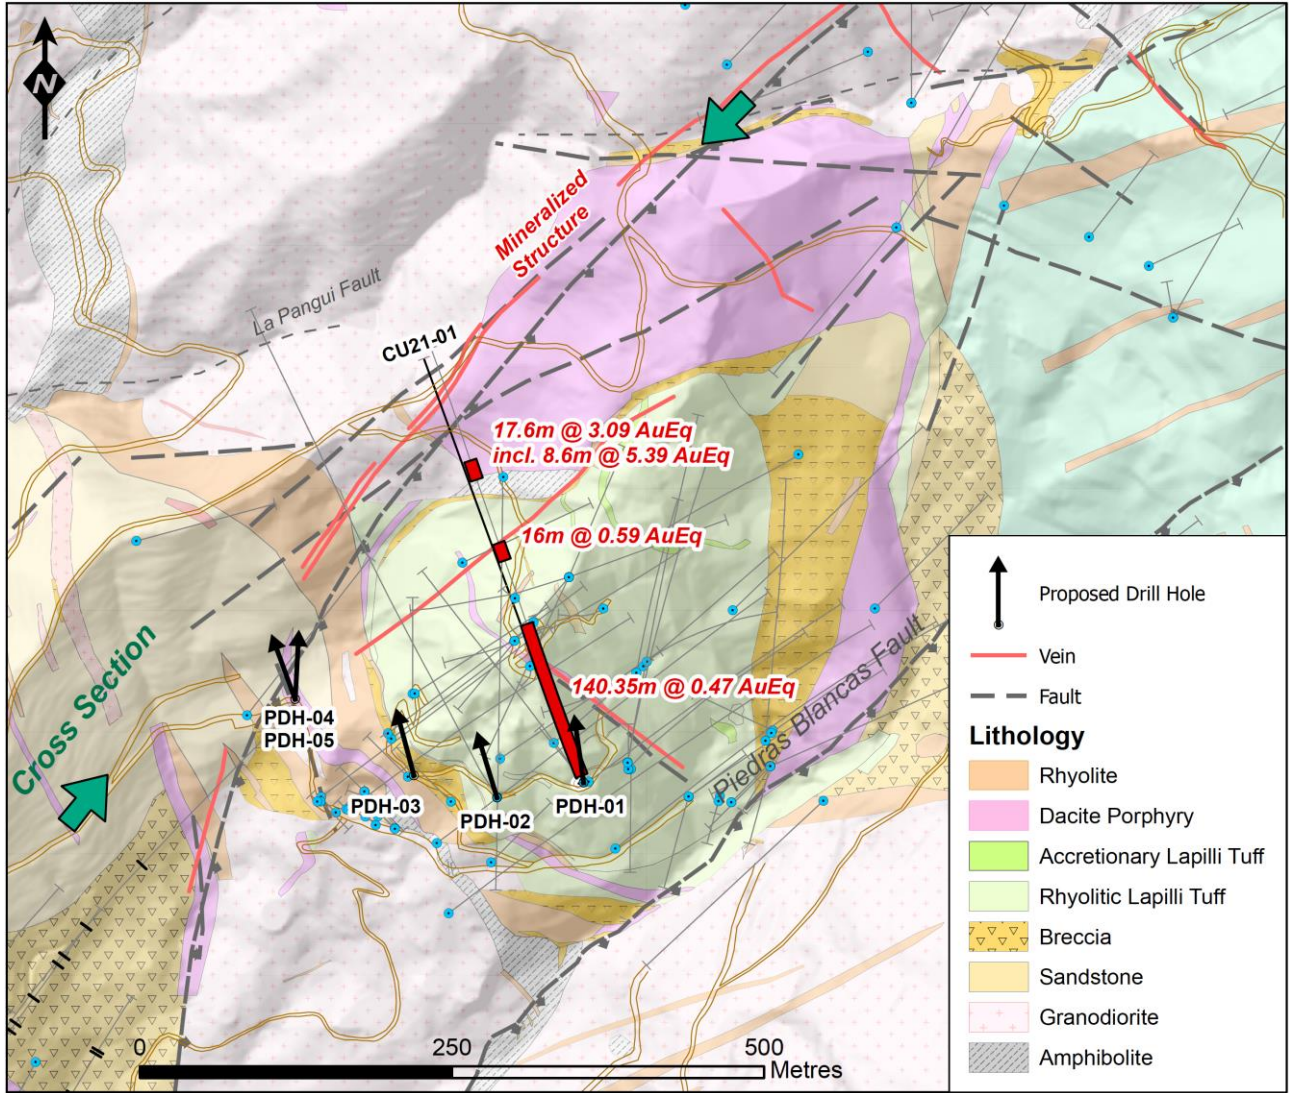 N
Mineralized
Structure
La Pangui Fault
CU21-01
17.6m @ 3.09 AuEq
incl. 8.6m @ 5.39 AuEq
16m @ 0.59 AuEq
140.35m @ 0.47 AuEq
Cross Section
Piedras Blancas Fault
PDH-04
PDH-05
PDH-03
PDH-02
PDH-01
0 250 500
Metres
Proposed Drill Hole
Vein
Fault
Lithology
Rhyolite
Dacite Porphyry
Accretionary Lapilli Tuff
Rhyolitic Lapilli Tuff
Breccia
Sandstone
Granodiorite
Amphibolite